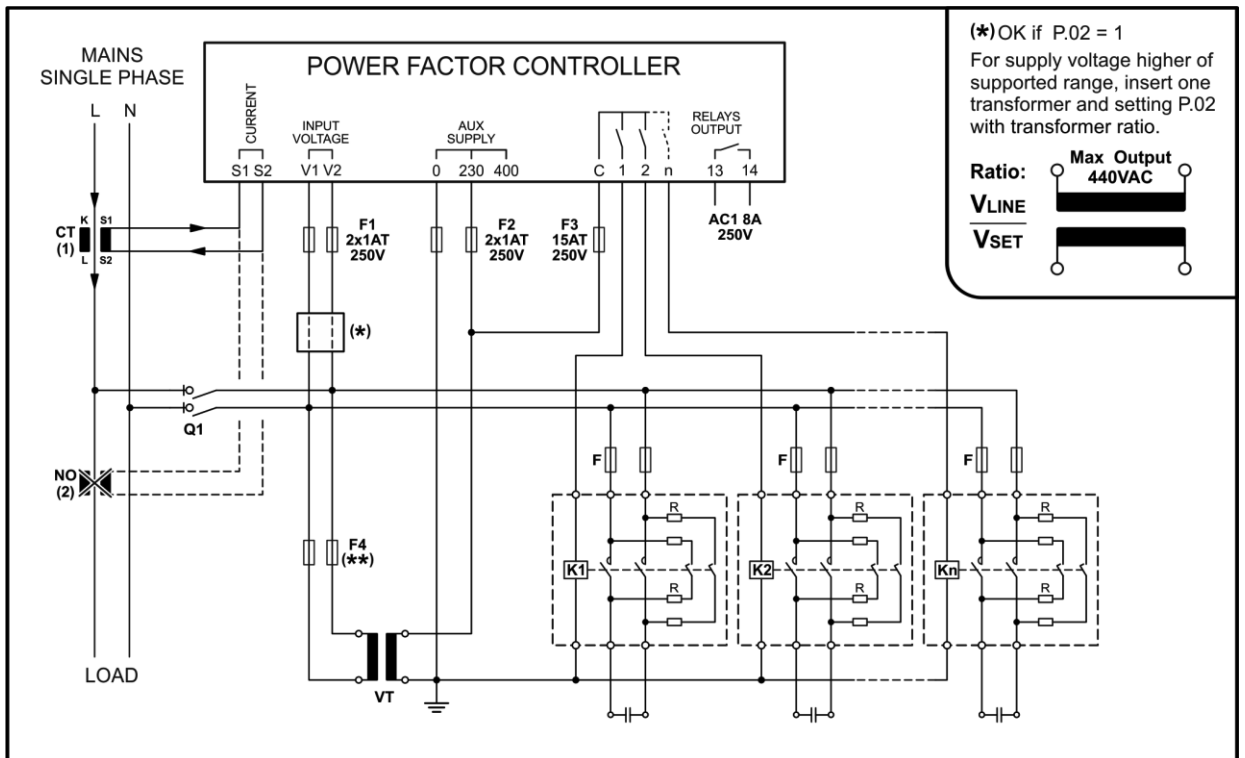 MAINS
SINGLE PHASE
L N
POWER FACTOR CONTROLLER
CURRENT
INPUT
VOLTAGE
AUX
SUPPLY
RELAYS
OUTPUT
S1 S2 V1 V2 0 230 400 C 1 2 n 13 14
(*) OK if P.02 = 1
For supply voltage higher of
supported range, insert one
transformer and setting P.02
with transformer ratio.
Ratio:
Max Output
440VAC
VLINE
VSET
K S1
CT
(1)
L S2
F1
2x1AT
250V
F2
2x1AT
250V
F3
15AT
250V
AC1 8A
250V
(*)
Q1
NO
(2)
F F F
R R R
F4
(**)
K1 K2 Kn
R R R
VT
LOAD